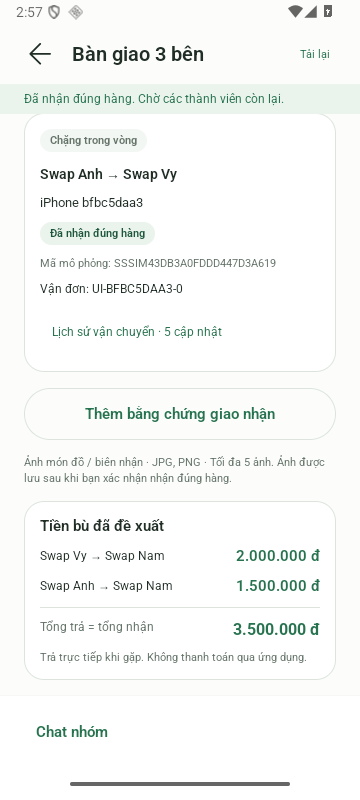 2:57
Bàn giao 3 bên
Tải lại
Đã nhận đúng hàng. Chờ các thành viên còn lại.
Chặng trong vòng
Swap Anh → Swap Vy
iPhone bfbc5daa3
Đã nhận đúng hàng
Mã mô phỏng: SSSIM43DB3A0FDDD447D3A619
Vận đơn: UI-BFBC5DAA3-0
Lịch sử vận chuyển · 5 cập nhật
Thêm bằng chứng giao nhận
Ảnh món đồ / biên nhận · JPG, PNG · Tối đa 5 ảnh. Ảnh được
lưu sau khi bạn xác nhận nhận đúng hàng.
Tiền bù đã đề xuất
Swap Vy → Swap Nam 2.000.000 đ
Swap Anh → Swap Nam 1.500.000 đ
Tổng trả = tổng nhận 3.500.000 đ
Trả trực tiếp khi gặp. Không thanh toán qua ứng dụng.
Chat nhóm